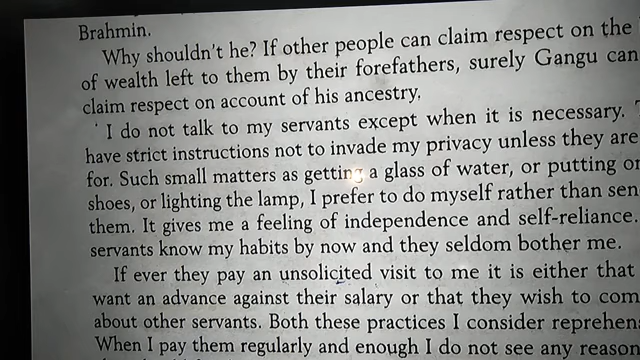 Brahmin.
Why shouldn't he? If other people can claim respect on the
of wealth left to them by their forefathers, surely Gangu can
claim respect on account of his ancestry.
I do not talk to my servants except when it is necessary.
have strict instructions not to invade my privacy unless they are
for. Such small matters as getting a glass of water, or putting on
shoes, or lighting the lamp, I prefer to do myself rather than
them. It gives me a feeling of independence and self-reliance.
servants know my habits by now and they seldom bother me.
If ever they pay an unsolicited visit to me it is either that
want an advance against their salary or that they wish to
about other servants. Both these practices I consider
When I pay them regularly and enough I do not see any reason